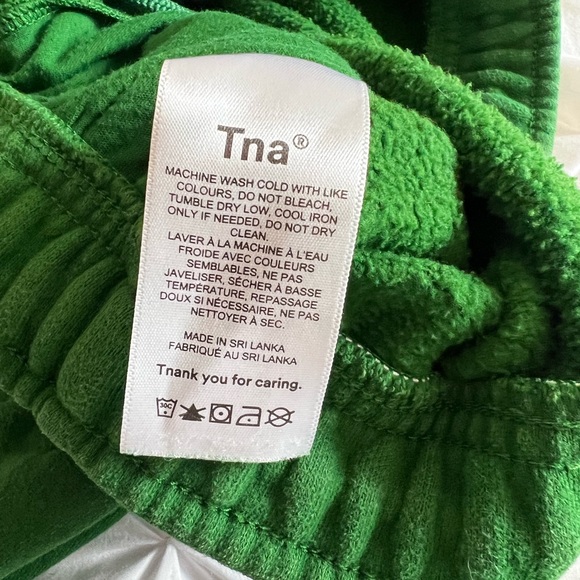 Tna®
MACHINE WASH COLD WITH LIKE
COLOURS, DO NOT BLEACH,
TUMBLE DRY LOW, COOL IRON
ONLY IF NEEDED, DO NOT DRY
CLEAN.
LAVER À LA MACHINE À L'EAU
FROIDE AVEC COULEURS
SEMBLABLES, NE PAS
JAVELISER, SÉCHER À BASSE
TEMPÉRATURE, REPASSAGE
DOUX SI NÉCESSAIRE, NE PAS
NETTOYER À SEC.
MADE IN SRI LANKA
FABRIQUÉ AU SRI LANKA
Tnank you for caring.
30C